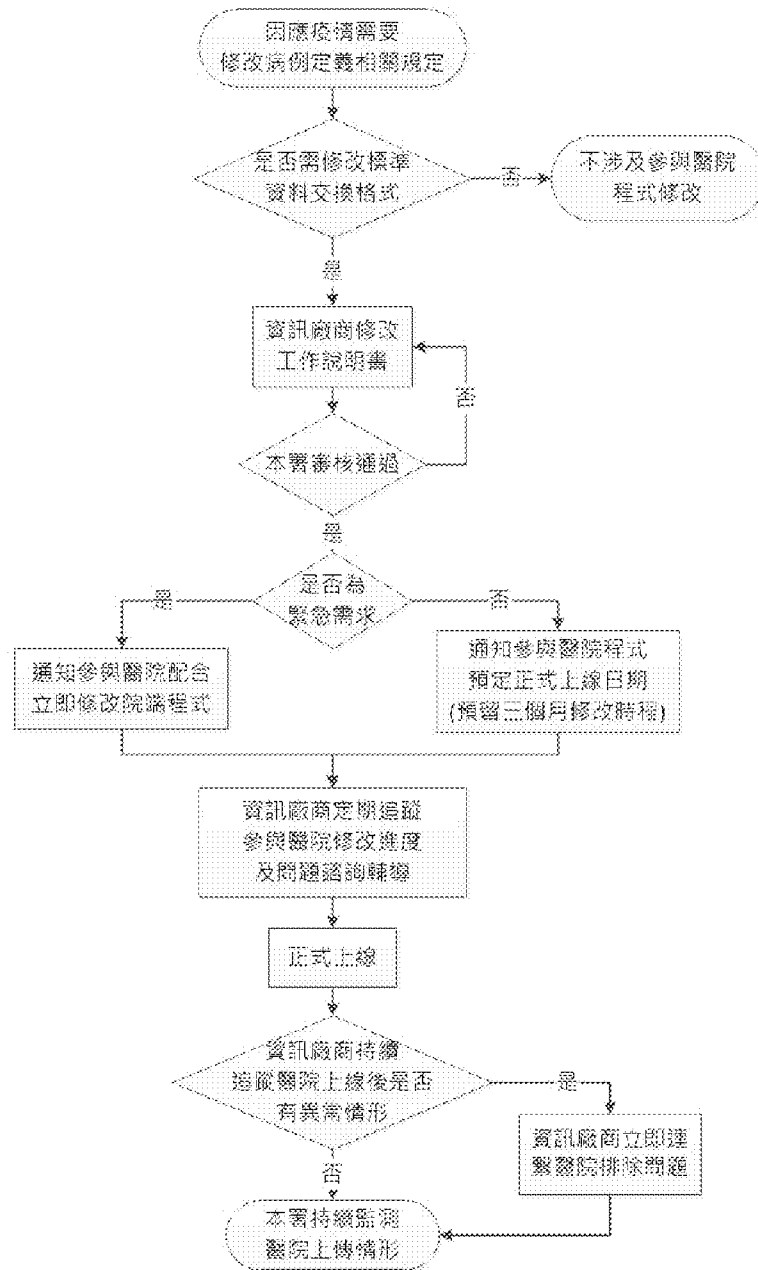 因應疫情需要
修改病例定義相關規定
是否需修改標準
資料交換格式
否
不涉及參與醫院
程式修改
是
資訊廠商修改
工作說明書
否
本署審核通過
是
是否為
緊急需求
是
否
通知參與醫院配合
立即修改院端程式
通知參與醫院程式
預定正式上線日期
(預留三個月修改時程)
資訊廠商定期追蹤
參與醫院修改進度
及問題諮詢輔導
正式上線
資訊廠商持續
追蹤醫院上線後是否
有異常情形
是
資訊廠商立即連
繫醫院排除問題
否
本署持續監測
醫院上傳情形